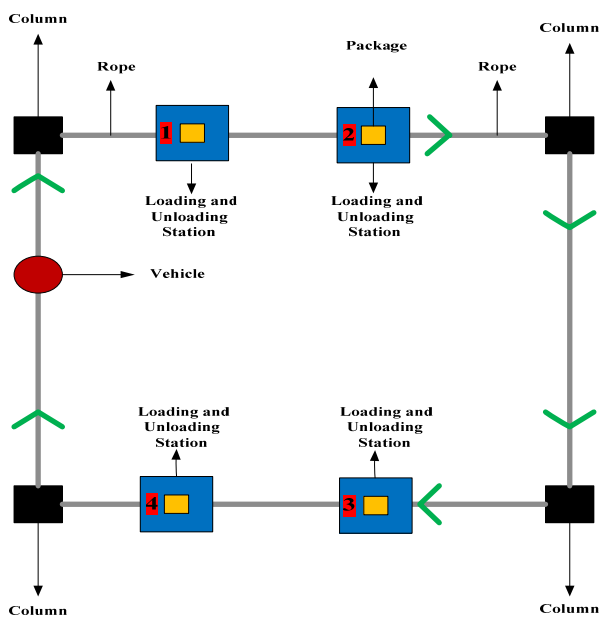 Column
Column
Package
Rope
Rope
1
2
Loading and
Unloading
Station
Loading and
Unloading
Station
Vehicle
Loading and
Unloading
Station
Loading and
Unloading
Station
4
3
Column
Column